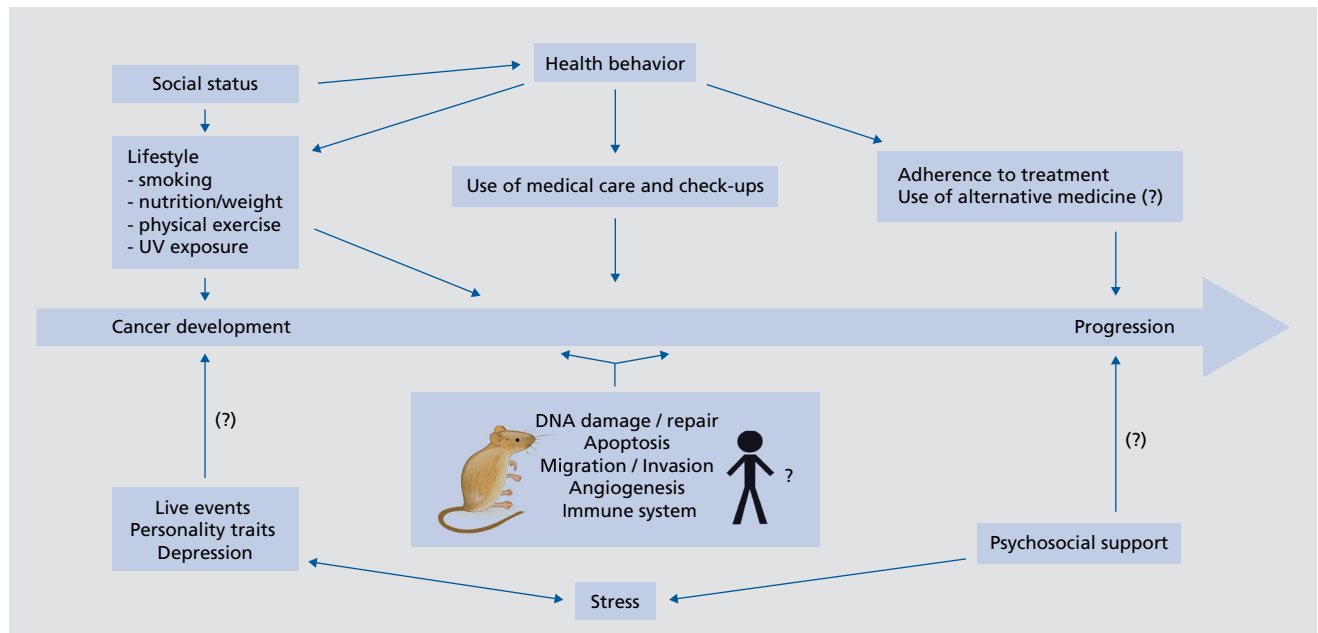 Social status
Health behavior
Lifestyle
- smoking
- nutrition/weight
- physical exercise
- UV exposure
Use of medical care and check-ups
Adherence to treatment
Use of alternative medicine (?)
Cancer development
Progression
(?)
DNA damage / repair
Apoptosis
Migration / Invasion
Angiogenesis
Immune system
?
(?)
Live events
Personality traits
Depression
Psychosocial support
Stress